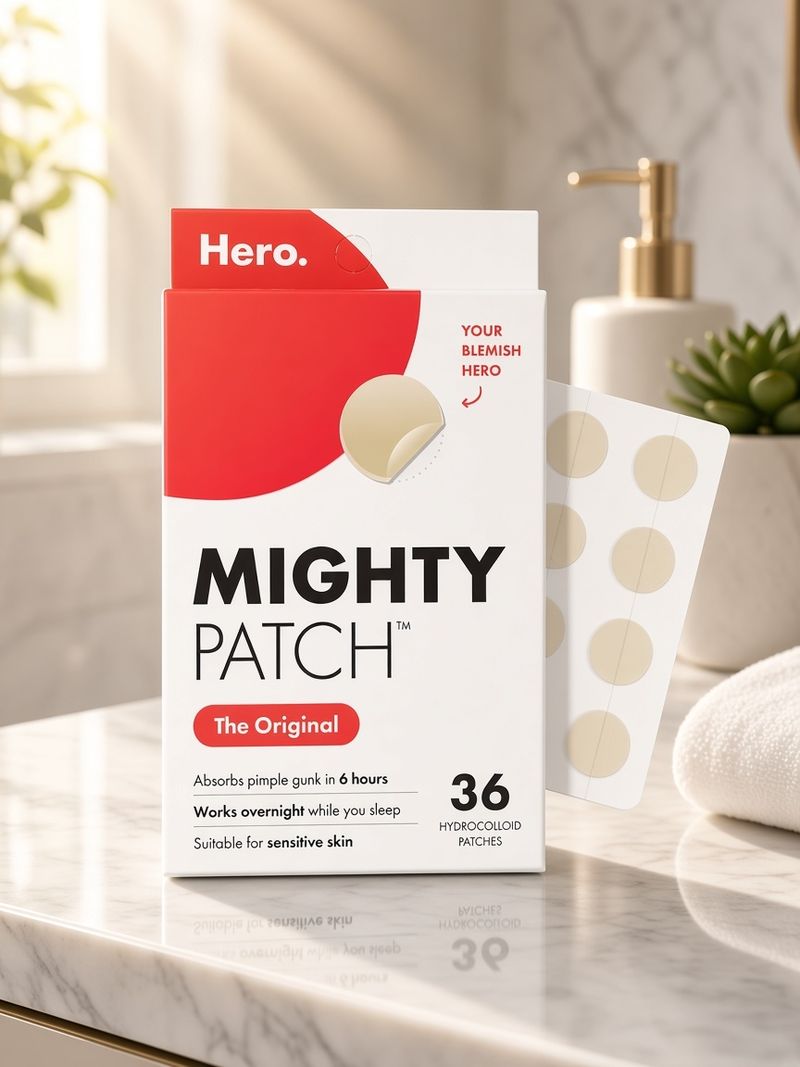 Hero.
YOUR
BLEMISH
HERO
MIGHTY
PATCH™
The Original
Absorbs pimple gunk in 6 hours
Works overnight while you sleep
Suitable for sensitive skin
36
HYDROCOLLOID
PATCHES